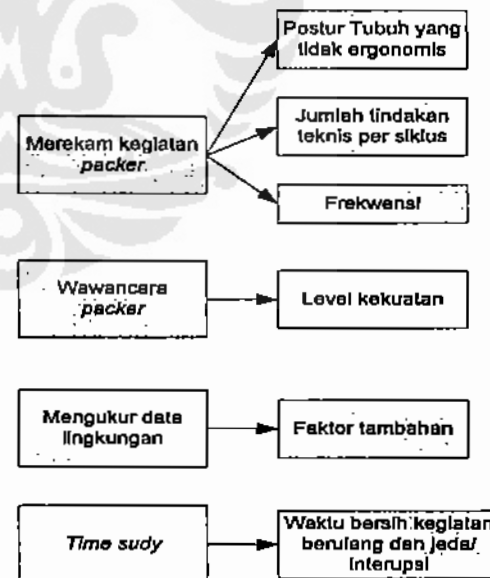 Postur Tubuh yang
tidak ergonomis
Merekam kegiatan
packer.
Jumlah tindakan
teknis per siklus
Frekwensi
Wawancara
packer
Level kekuatan
Mengukur data
lingkungan
Faktor tambahan
Time sudy
Waktu bersih kegiatan
berulang dan jeda/
interupsi